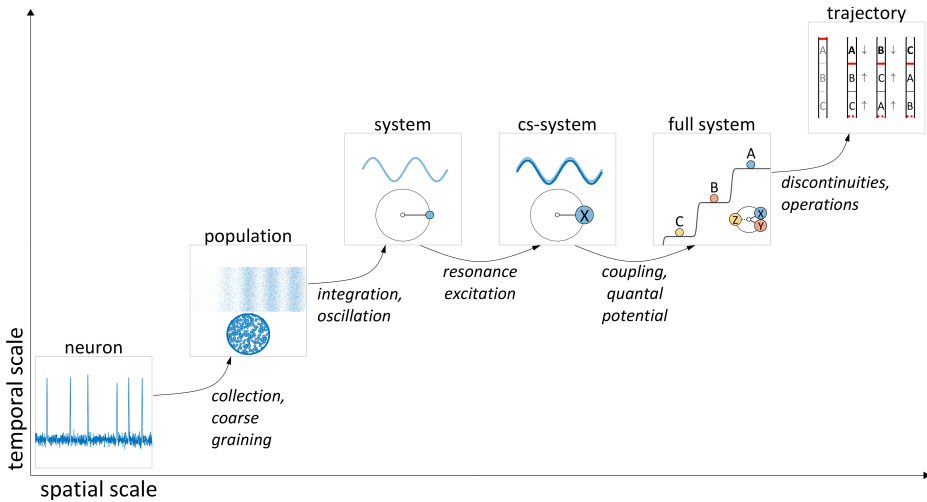 trajectory
A A ↓ B ↓ C
B B ↑ C ↑ A
C C ↑ A ↑ B
system
cs-system
full system
X
A
B
C
Z X
Y
discontinuities,
operations
population
integration,
oscillation
resonance
excitation
coupling,
quantal
potential
neuron
collection,
coarse
graining
temporal scale
spatial scale